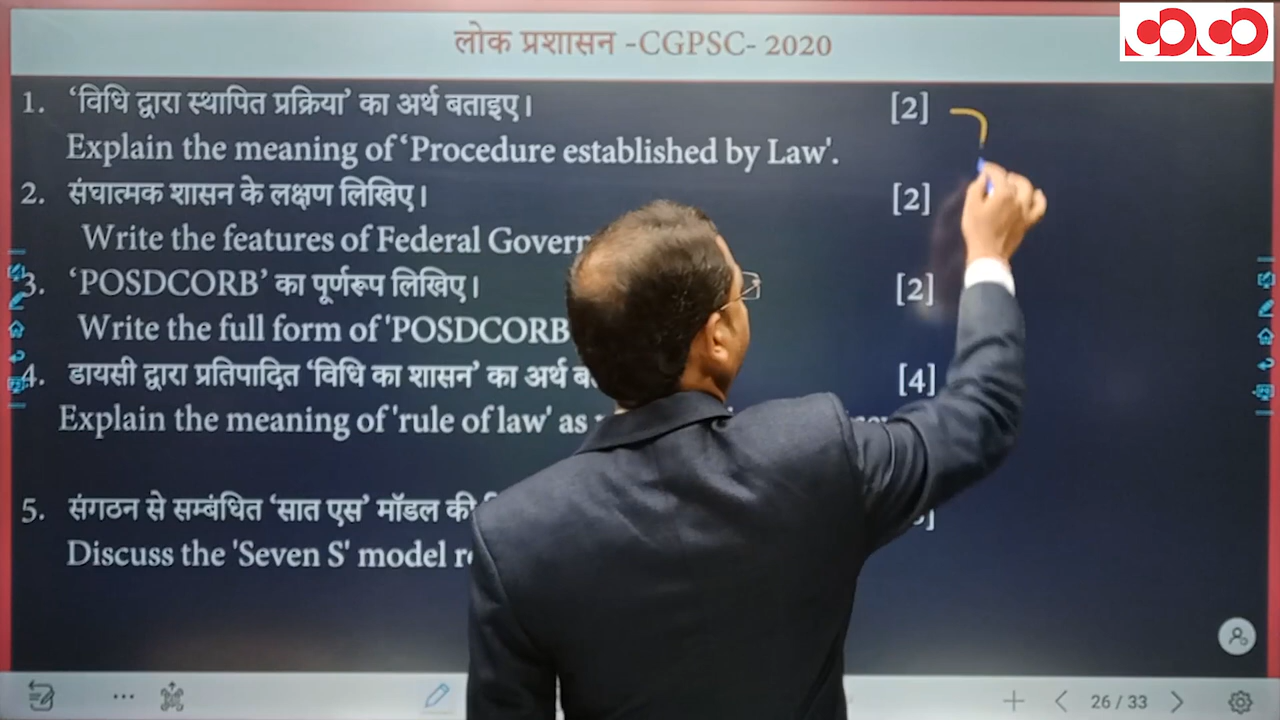 लोक प्रशासन -CGPSC- 2020
1. ‘विधि द्वारा स्थापित प्रक्रिया’ का अर्थ बताइए। [2]
Explain the meaning of ‘Procedure established by Law'.
2. संघात्मक शासन के लक्षण लिखिए। [2]
Write the features of Federal
3. ‘POSDCORB’ का पूर्णरूप लिखिए। [2]
Write the full form of 'POSDCORB
4. डायसी द्वारा प्रतिपादित ‘विधि का शासन’ का अर्थ [4]
Explain the meaning of 'rule of law' as
5. संगठन से सम्बंधित ‘सात एस’ मॉडल की
Discuss the 'Seven S' model
26 / 33